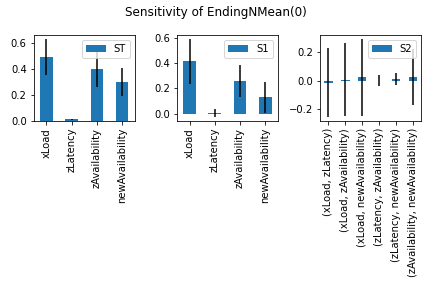 Sensitivity of EndingNMean(0)
0.6
0.4
0.2
0.0
ST
xLoad
zLatency
zAvailability
newAvailability
0.6
0.4
0.2
0.0
S1
xLoad
zLatency
zAvailability
newAvailability
0.2
0.0
−0.2
S2
(xLoad, zLatency)
(xLoad, zAvailability)
(xLoad, newAvailability)
(zLatency, zAvailability)
(zLatency, newAvailability)
(zAvailability, newAvailability)